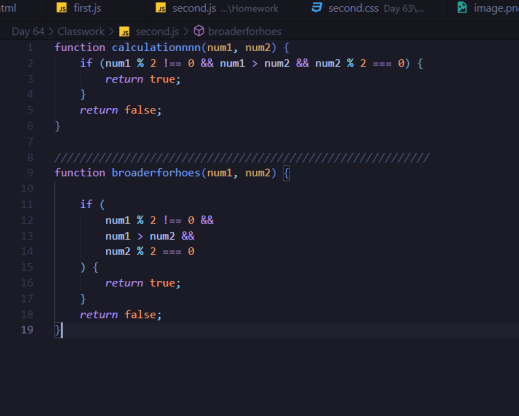 tml JS first.js JS second.js ...\Homework second.css Day 63\... image.pn
Day 64 > Classwork > JS second.js > broaderforhoes
1 function calculationnnn(num1, num2) {
2 if (num1 % 2 !== 0 && num1 > num2 && num2 % 2 === 0) {
3 return true;
4 }
5 return false;
6 }
7
8 //////////////////////////////////////////////////////////
9 function broaderforhoes(num1, num2) {
10
11 if (
12 num1 % 2 !== 0 &&
13 num1 > num2 &&
14 num2 % 2 === 0
15 ) {
16 return true;
17 }
18 return false;
19 }